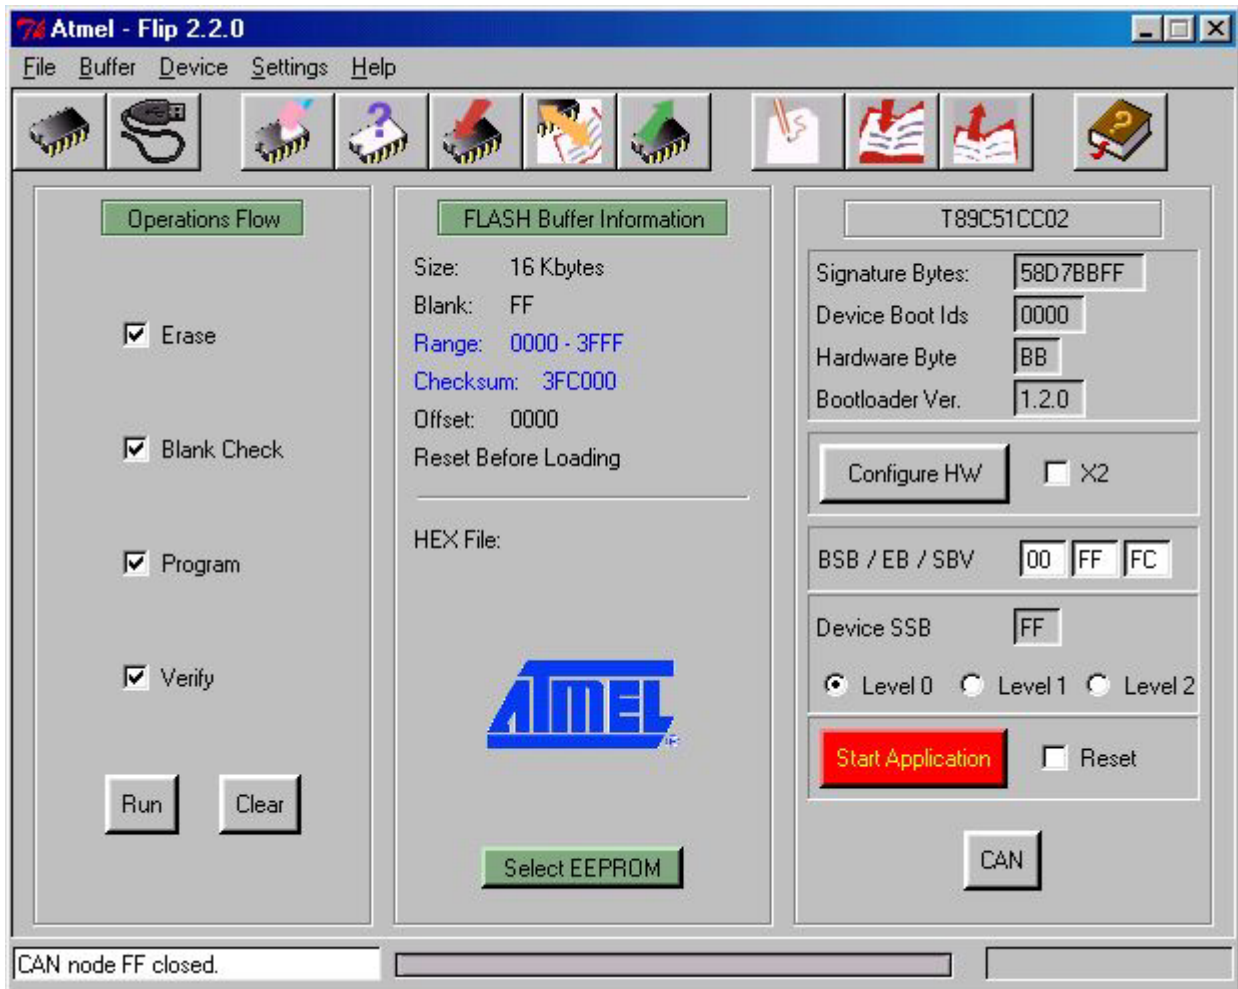 Atmel - Flip 2.2.0
File Buffer Device Settings Help
Operations Flow
Erase
Blank Check
Program
Verify
Run Clear
FLASH Buffer Information
Size: 16 Kbytes
Blank: FF
Range: 0000 - 3FFF
Checksum: 3FC000
Offset: 0000
Reset Before Loading
HEX File:
ATMEL
Select EEPROM
T89C51CC02
Signature Bytes: 58D7BBFF
Device Boot Ids 0000
Hardware Byte BB
Bootloader Ver. 1.2.0
Configure HW X2
BSB / EB / SBV 00 FF FC
Device SSB FF
Level 0 Level 1 Level 2
Start Application Reset
CAN
CAN node FF closed.